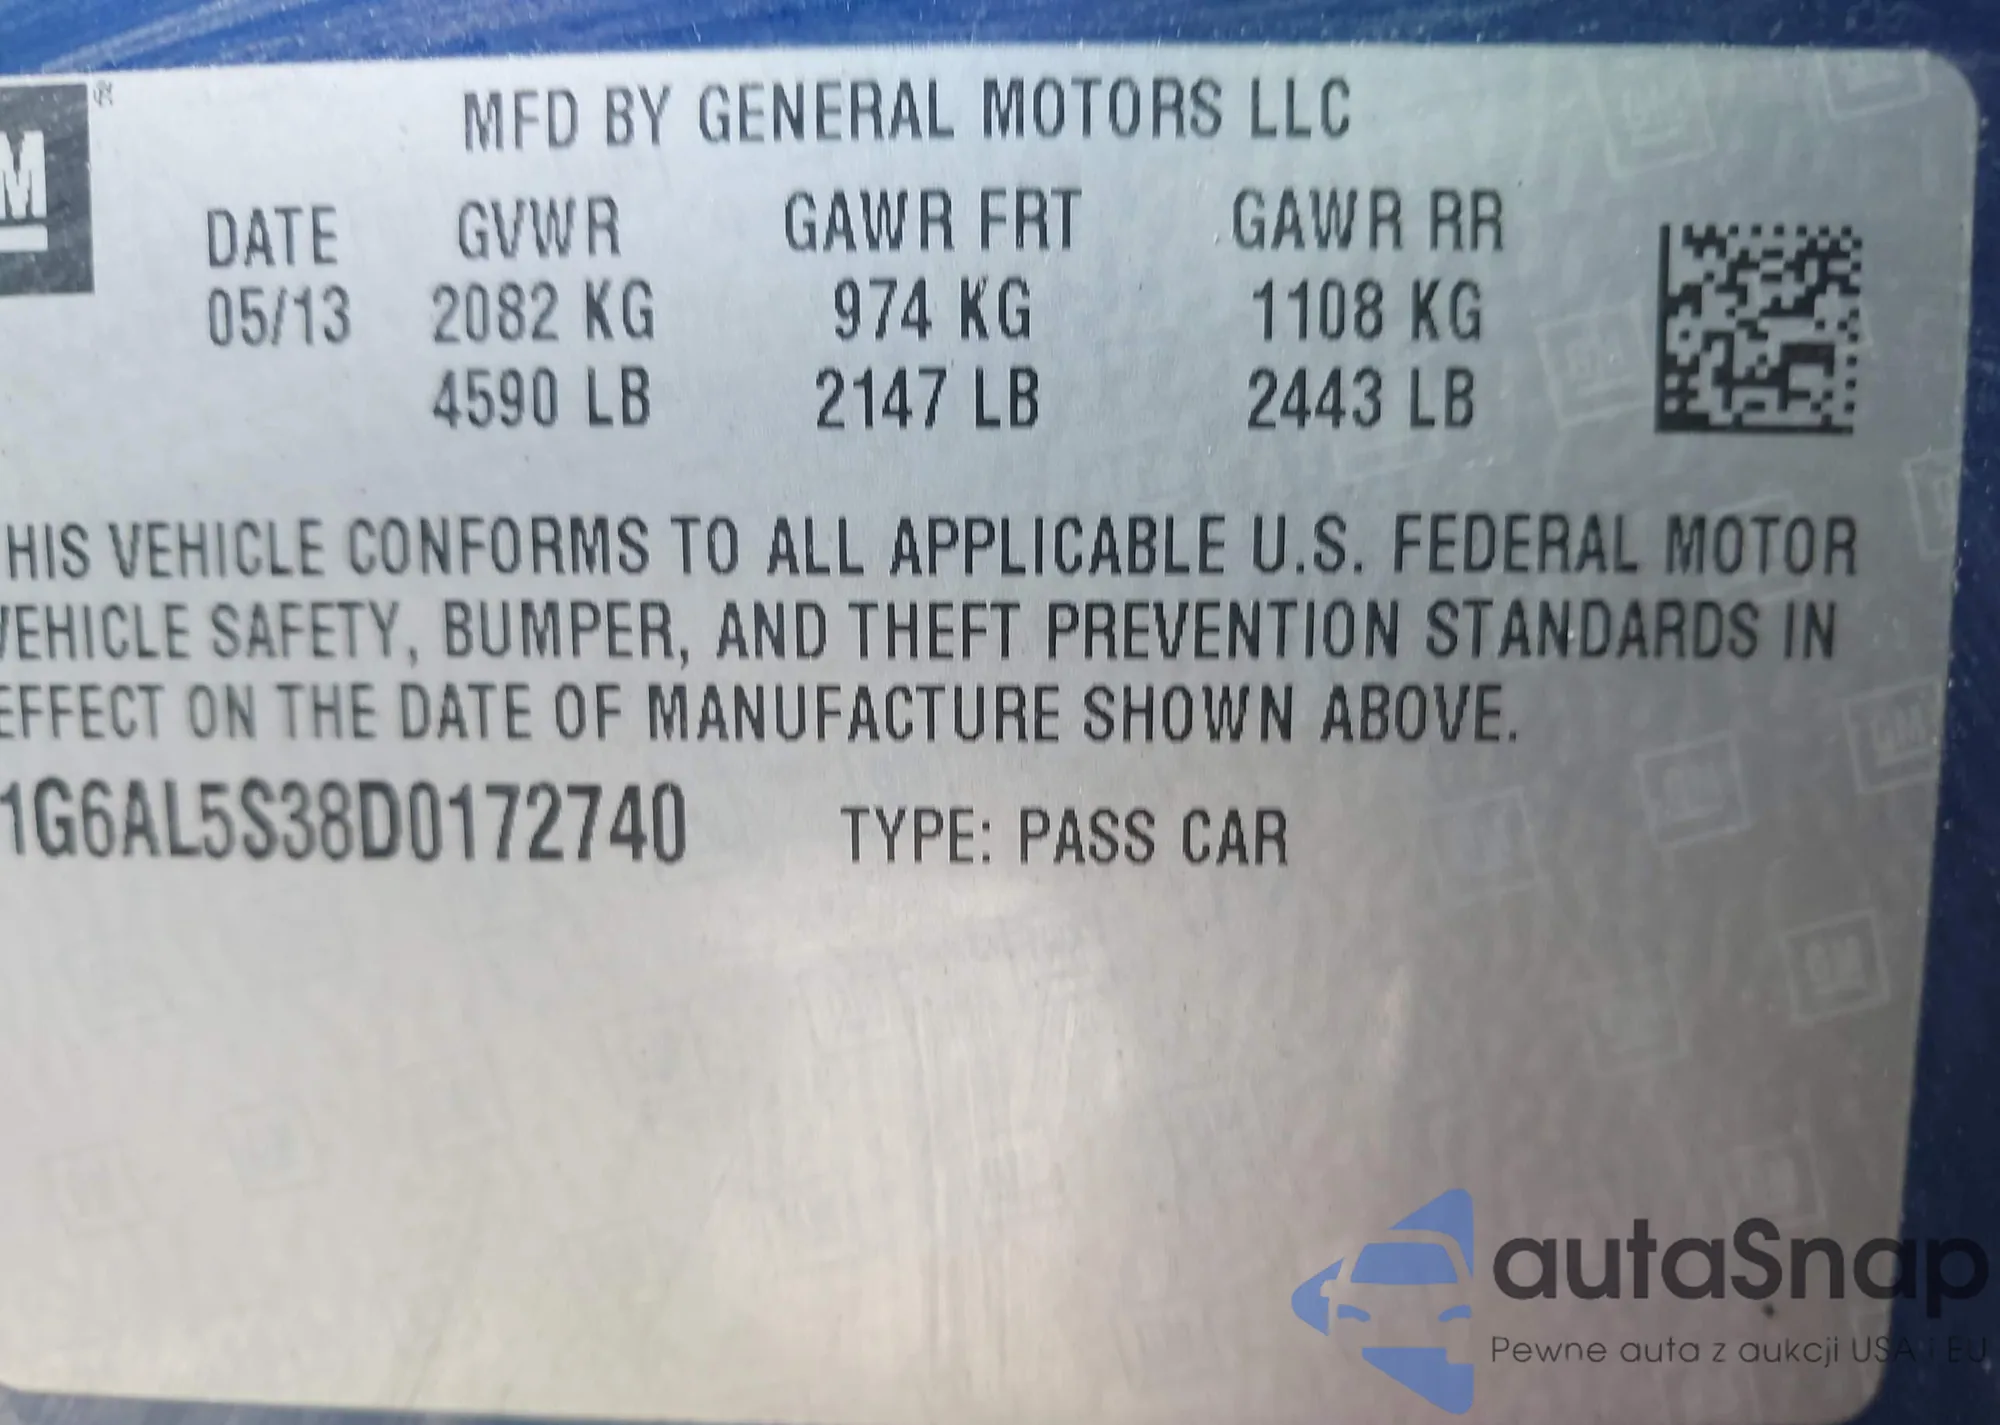 M ®
MFD BY GENERAL MOTORS LLC
DATE GVWR GAWR FRT GAWR RR
05/13 2082 KG 974 KG 1108 KG
4590 LB 2147 LB 2443 LB
HIS VEHICLE CONFORMS TO ALL APPLICABLE U.S. FEDERAL MOTOR
VEHICLE SAFETY, BUMPER, AND THEFT PREVENTION STANDARDS IN
EFFECT ON THE DATE OF MANUFACTURE SHOWN ABOVE.
1G6AL5S38D0172740 TYPE: PASS CAR
GM
GM
autaSnap
Pewne auta z aukcji USA i EU